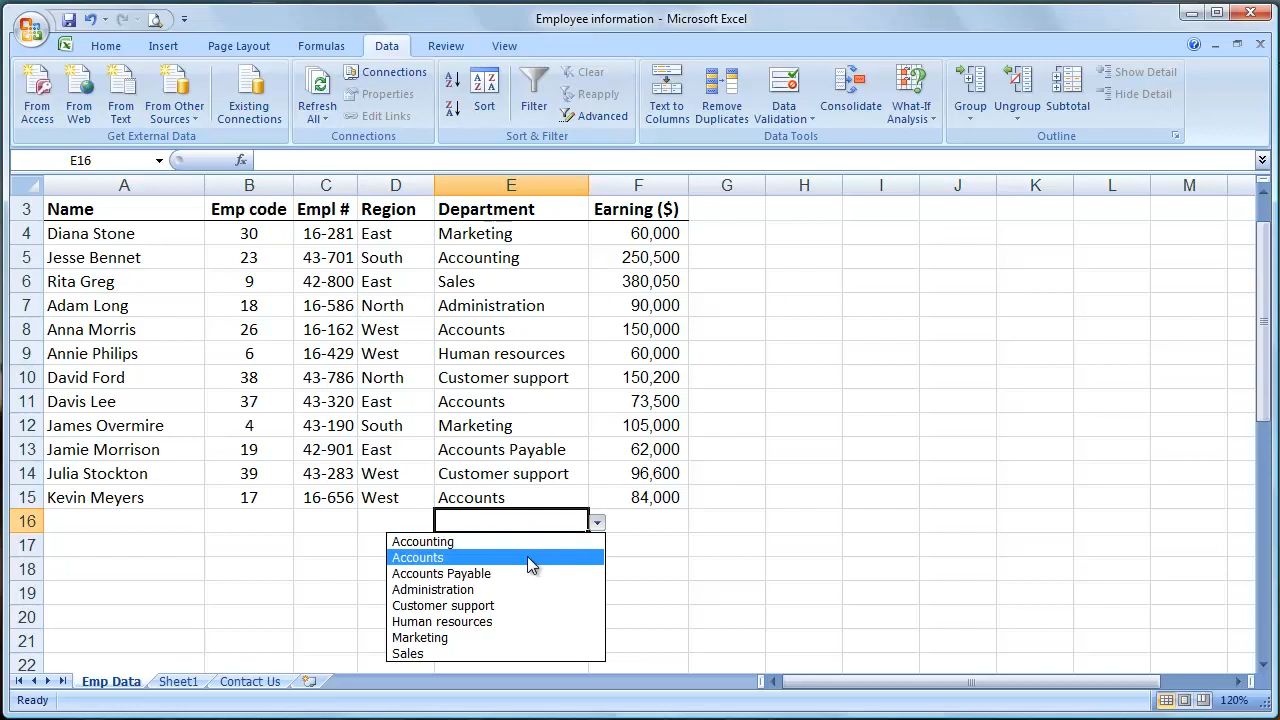 Employee information - Microsoft Excel
Home Insert Page Layout Formulas Data Review View
From Access
From Web
From Text
From Other Sources
Existing Connections
Get External Data
Refresh All
Connections
Properties
Edit Links
Connections
Sort
Filter
Clear
Reapply
Advanced
Sort & Filter
Text to Columns
Remove Duplicates
Data Validation
Consolidate
What-If Analysis
Data Tools
Group
Ungroup
Subtotal
Show Detail
Hide Detail
Outline
E16 fx
A B C D E F G H I J K L M
3 Name Emp code Empl # Region Department Earning ($)
4 Diana Stone 30 16-281 East Marketing 60,000
5 Jesse Bennet 23 43-701 South Accounting 250,500
6 Rita Greg 9 42-800 East Sales 380,050
7 Adam Long 18 16-586 North Administration 90,000
8 Anna Morris 26 16-162 West Accounts 150,000
9 Annie Philips 6 16-429 West Human resources 60,000
10 David Ford 38 43-786 North Customer support 150,200
11 Davis Lee 37 43-320 East Accounts 73,500
12 James Overmire 4 43-190 South Marketing 105,000
13 Jamie Morrison 19 42-901 East Accounts Payable 62,000
14 Julia Stockton 39 43-283 West Customer support 96,600
15 Kevin Meyers 17 16-656 West Accounts 84,000
16
17
18
19
20
21
22
Accounting
Accounts
Accounts Payable
Administration
Customer support
Human resources
Marketing
Sales
Emp Data Sheet1 Contact Us
Ready 120%